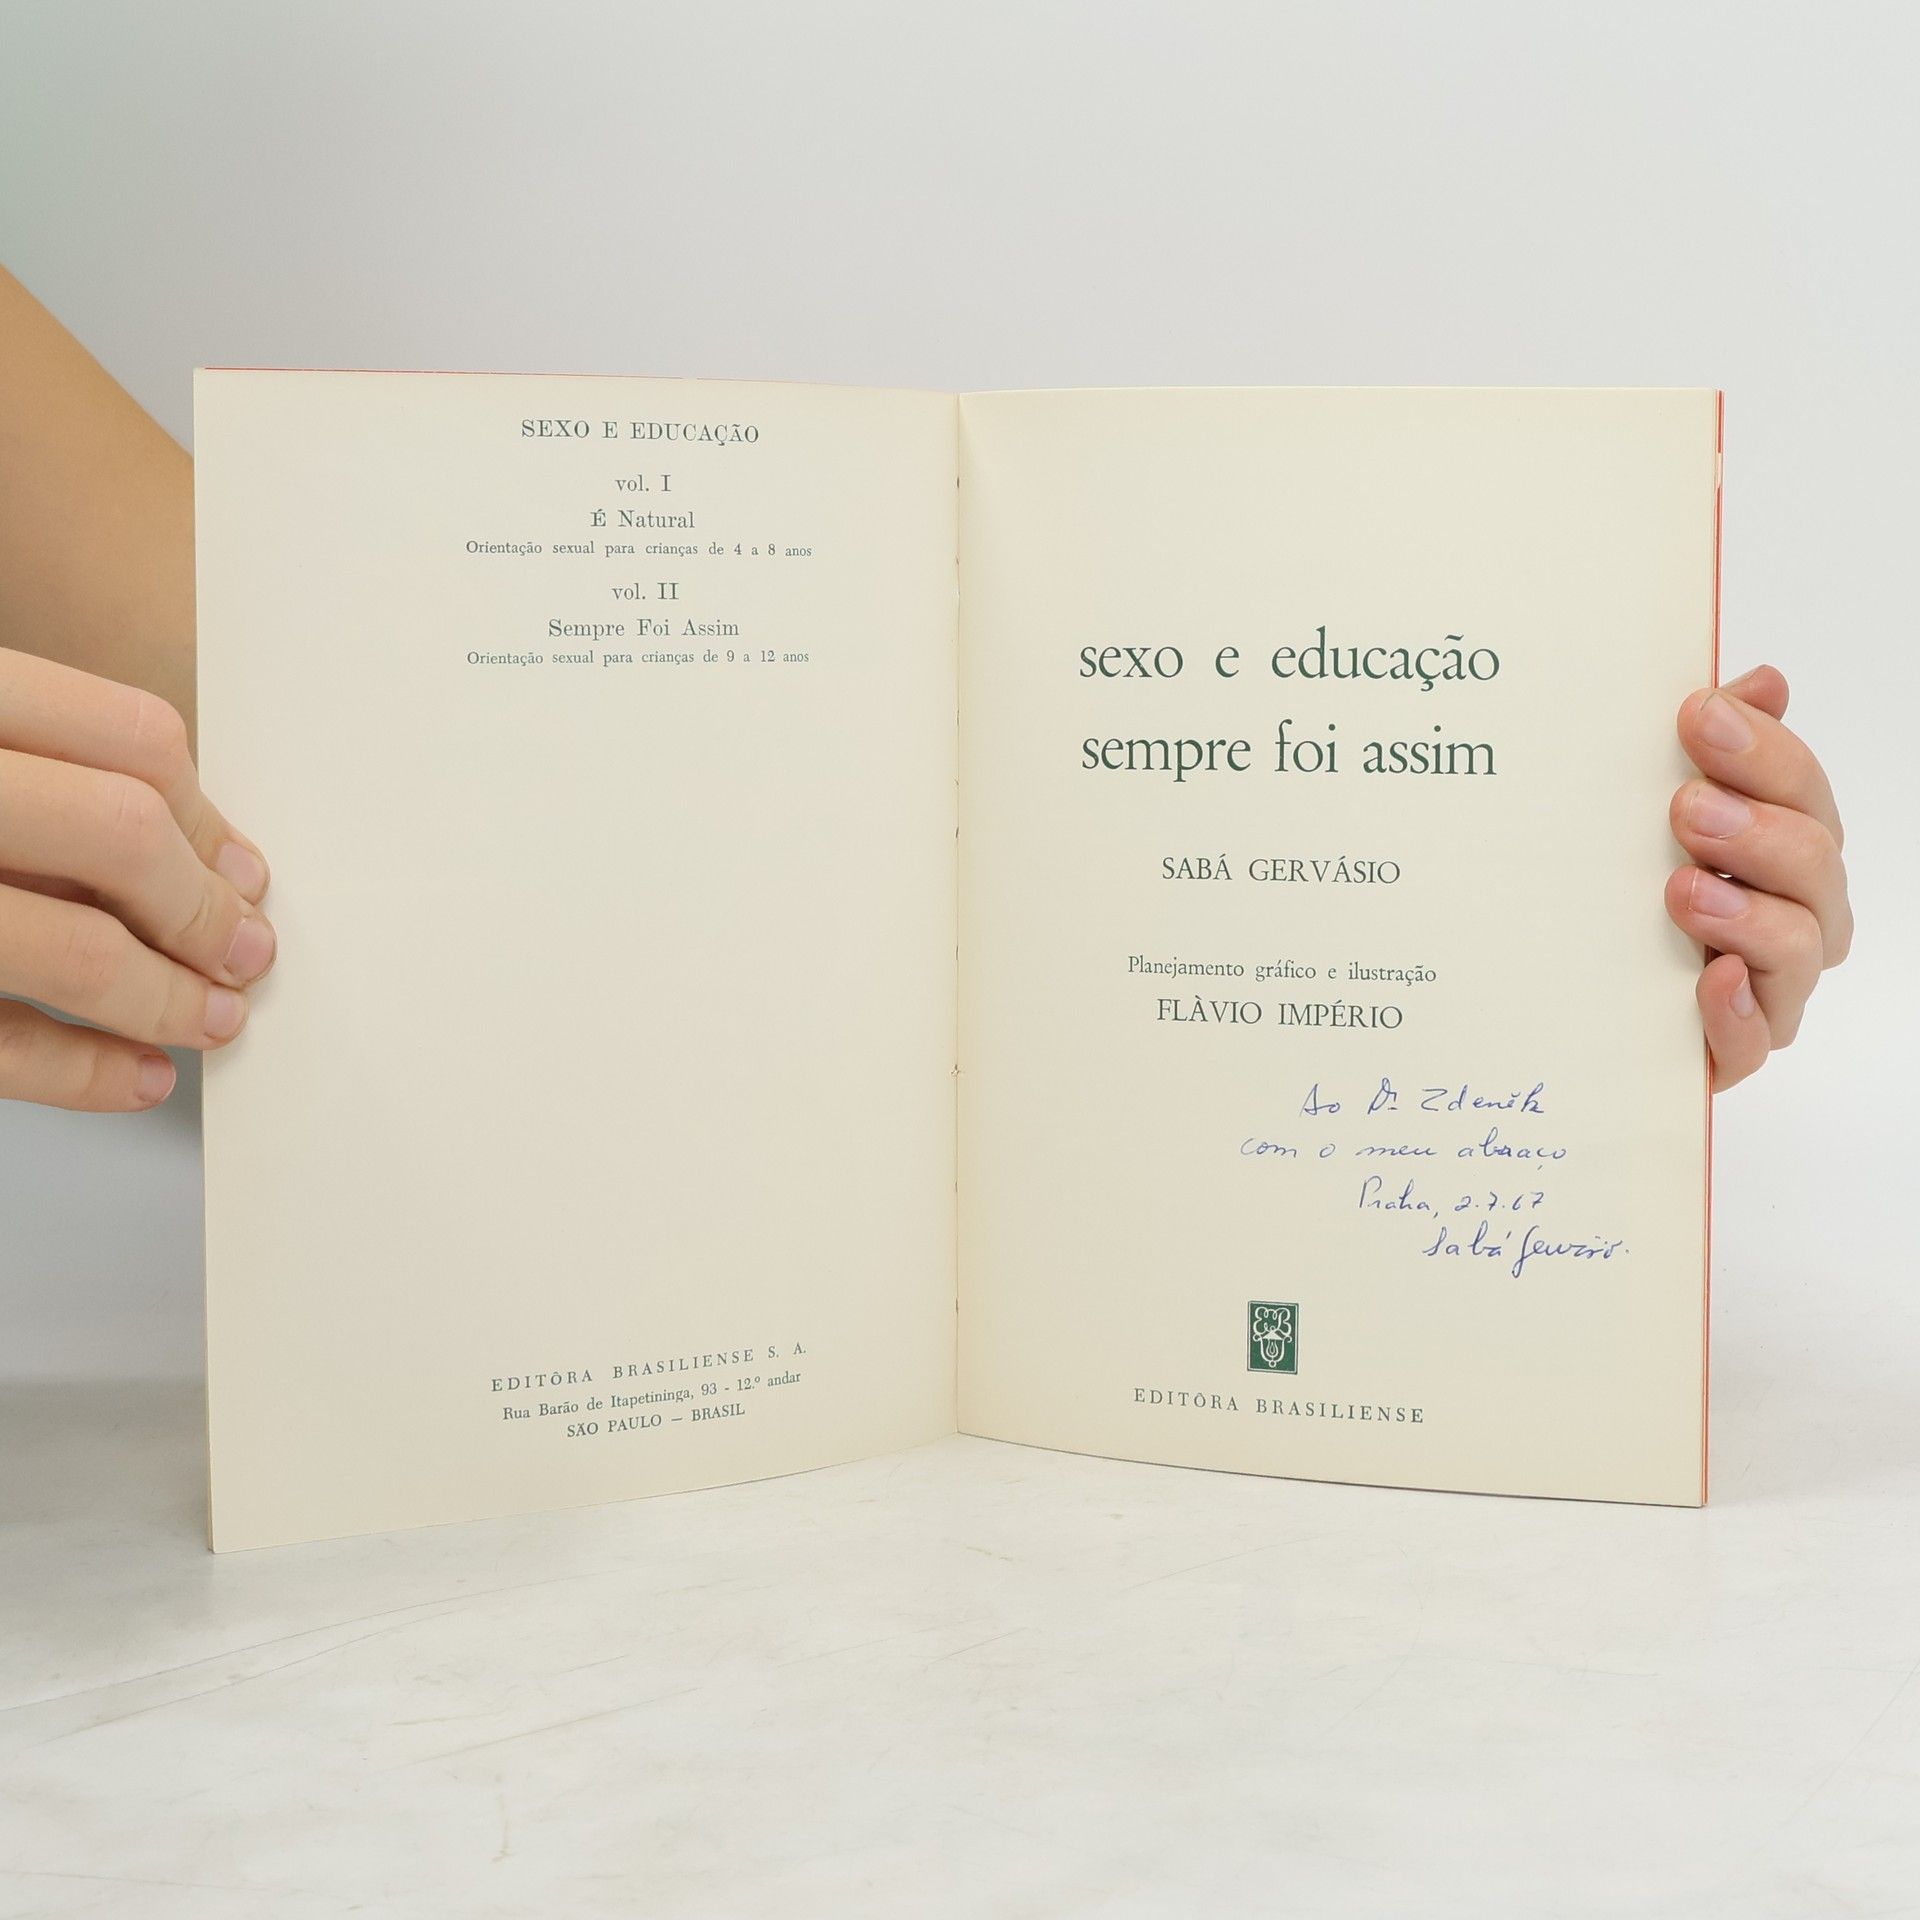 SEXO E EDUCAÇÃO
vol. I
É Natural
Orientação sexual para crianças de 4 a 8 anos
vol. II
Sempre Foi Assim
Orientação sexual para crianças de 9 a 12 anos
EDITÔRA BRASILIENSE S. A.
Rua Barão de Itapetininga, 93 - 12.º andar
SÃO PAULO — BRASIL
sexo e educação
sempre foi assim
SABÁ GERVÁSIO
Planejamento gráfico e ilustração
FLÀVIO IMPÉRIO
Ao Dr. Zdeněk
com o meu abraço
Praha, 2.7.67
Sabá Gervásio.
EB
EDITÔRA BRASILIENSE